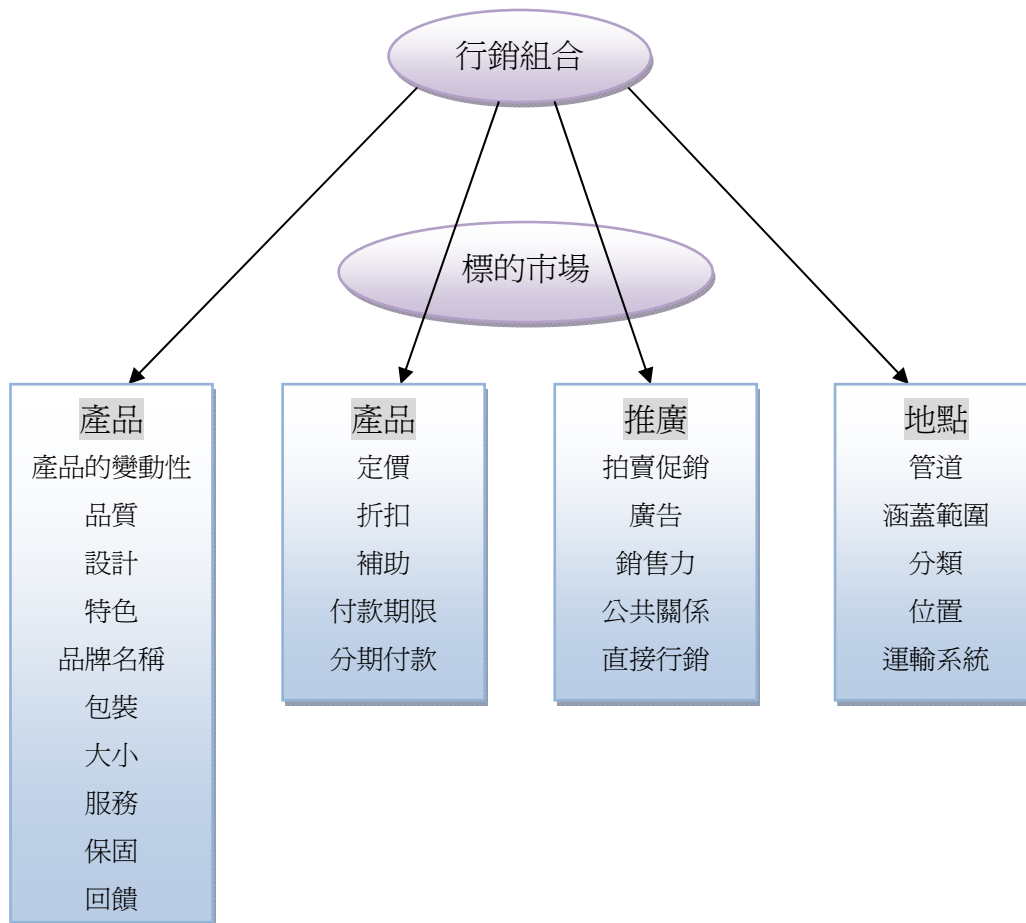 行銷組合
標的市場
產品
產品的變動性
品質
設計
特色
品牌名稱
包裝
大小
服務
保固
回饋
產品
定價
折扣
補助
付款期限
分期付款
推廣
拍賣促銷
廣告
銷售力
公共關係
直接行銷
地點
管道
涵蓋範圍
分類
位置
運輸系統